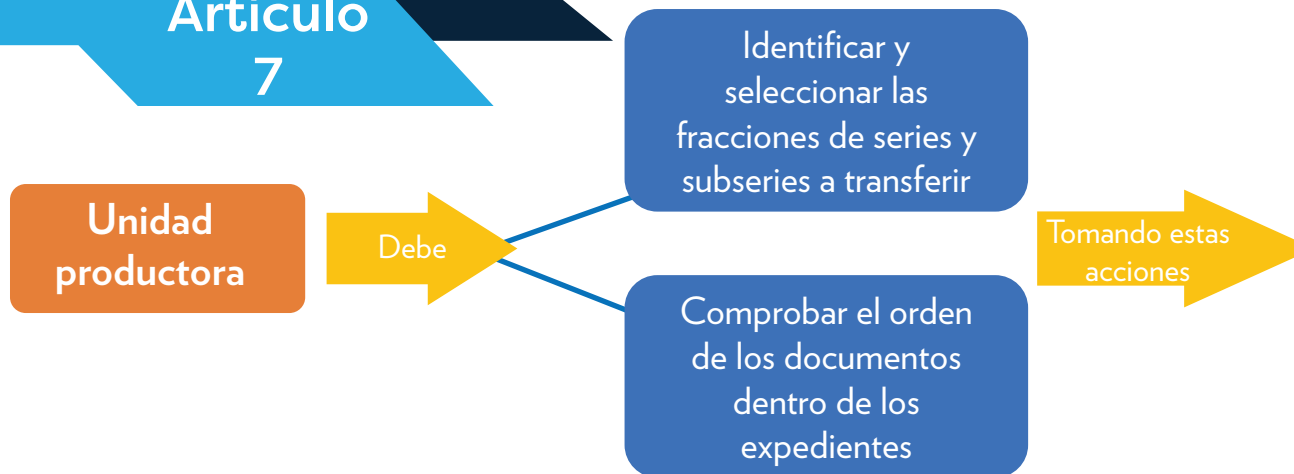 Artículo
7
Identificar y
seleccionar las
fracciones de series y
subseries a transferir
Unidad
productora
Debe
Tomando estas
acciones
Comprobar el orden
de los documentos
dentro de los
expedientes